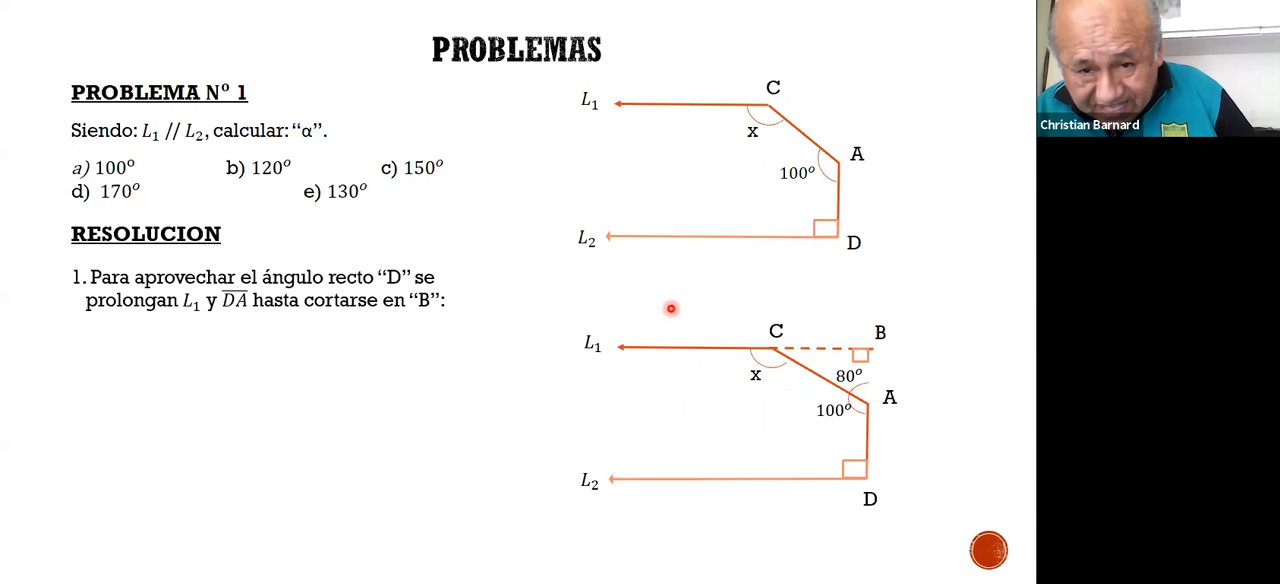 PROBLEMAS
PROBLEMA Nº 1
Siendo: L₁ // L₂, calcular: “α”.
a) 100º b) 120º c) 150º
d) 170º e) 130º
RESOLUCION
1. Para aprovechar el ángulo recto “D” se
prolongan L₁ y D̅A̅ hasta cortarse en “B”:
L₁
C
x
A
100º
L₂
D
L₁
C
B
x
80º
A
100º
L₂
D
Christian Barnard